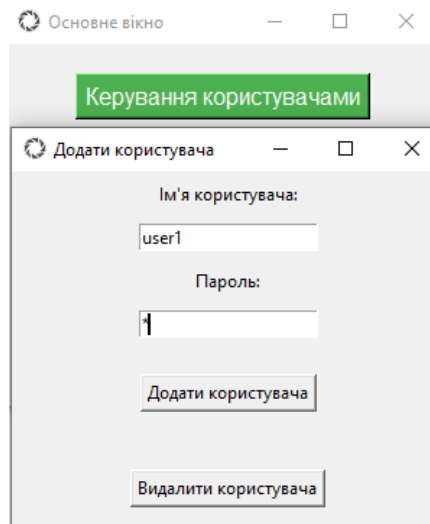 Основне вікно
Керування користувачами
Додати користувача
Ім'я користувача:
user1
Пароль:
*
Додати користувача
Видалити користувача